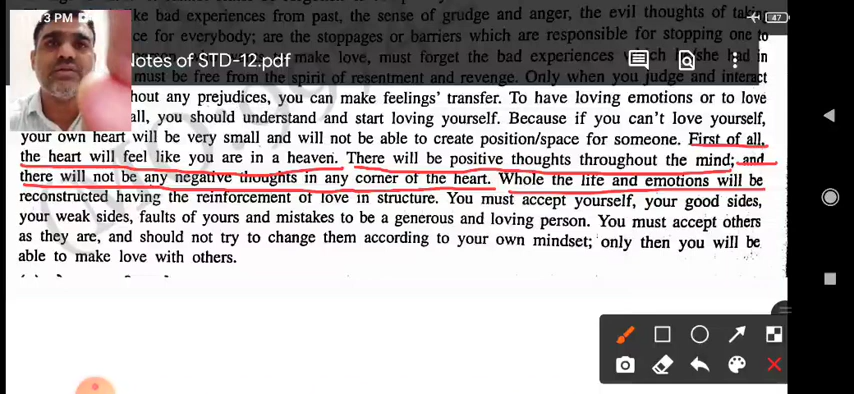 ke bad experiences from past, the sense of grudge and anger, the evil thoughts of
3 PM
47
ce for everybody; are the stoppages or barriers which are responsible for stopping one to
make love, must forget the bad experiences which he/she had in
Notes of STD-12.pdf
must be free from the spirit of resentment and revenge. Only when you judge and interact
hout any prejudices, you can make feelings' transfer. To have loving emotions or to love
all, you should understand and start loving yourself. Because if you can't love yourself,
your own heart will be very small and will not be able to create position/space for someone. First of all,
the heart will feel like you are in a heaven. There will be positive thoughts throughout the mind; and
there will not be any negative thoughts in any corner of the heart. Whole the life and emotions will be
reconstructed having the reinforcement of love in structure. You must accept yourself, your good sides,
your weak sides, faults of yours and mistakes to be a generous and loving person. You must accept others
as they are, and should not try to change them according to your own mindset; only then you will be
able to make love with others.